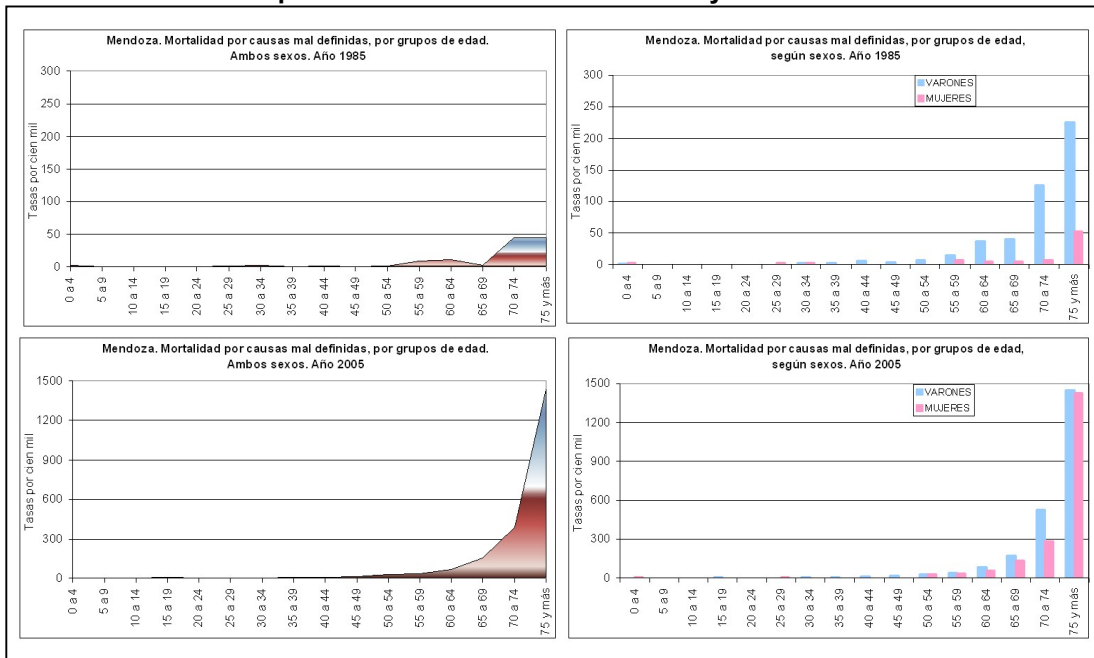 Mendoza. Mortalidad por causas mal definidas, por grupos de edad.
Ambos sexos. Año 1985
Tasas por cien mil
300
250
200
150
100
50
0
0 a 4
5 a 9
10 a 14
15 a 19
20 a 24
25 a 29
30 a 34
35 a 39
40 a 44
45 a 49
50 a 54
55 a 59
60 a 64
65 a 69
70 a 74
75 y más
Mendoza. Mortalidad por causas mal definidas, por grupos de edad,
según sexos. Año 1985
VARONES
MUJERES
Tasas por cien mil
300
250
200
150
100
50
0
0 a 4
5 a 9
10 a 14
15 a 19
20 a 24
25 a 29
30 a 34
35 a 39
40 a 44
45 a 49
50 a 54
55 a 59
60 a 64
65 a 69
70 a 74
75 y más
Mendoza. Mortalidad por causas mal definidas, por grupos de edad.
Ambos sexos. Año 2005
Tasas por cien mil
1500
1200
900
600
300
0
0 a 4
5 a 9
10 a 14
15 a 19
20 a 24
25 a 29
30 a 34
35 a 39
40 a 44
45 a 49
50 a 54
55 a 59
60 a 64
65 a 69
70 a 74
75 y más
Mendoza. Mortalidad por causas mal definidas, por grupos de edad,
según sexos. Año 2005
VARONES
MUJERES
Tasas por cien mil
1500
1200
900
600
300
0
0 a 4
5 a 9
10 a 14
15 a 19
20 a 24
25 a 29
30 a 34
35 a 39
40 a 44
45 a 49
50 a 54
55 a 59
60 a 64
65 a 69
70 a 74
75 y más